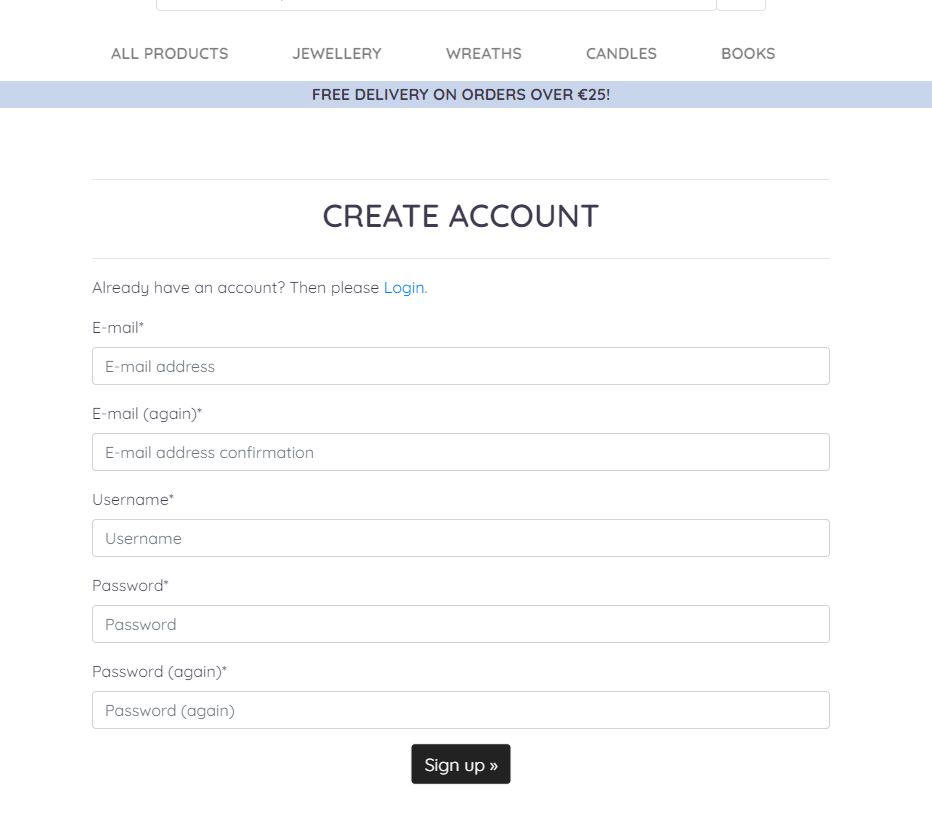 ALL PRODUCTS JEWELLERY WREATHS CANDLES BOOKS
FREE DELIVERY ON ORDERS OVER €25!
CREATE ACCOUNT
Already have an account? Then please Login.
E-mail*
E-mail address
E-mail (again)*
E-mail address confirmation
Username*
Username
Password*
Password
Password (again)*
Password (again)
Sign up »